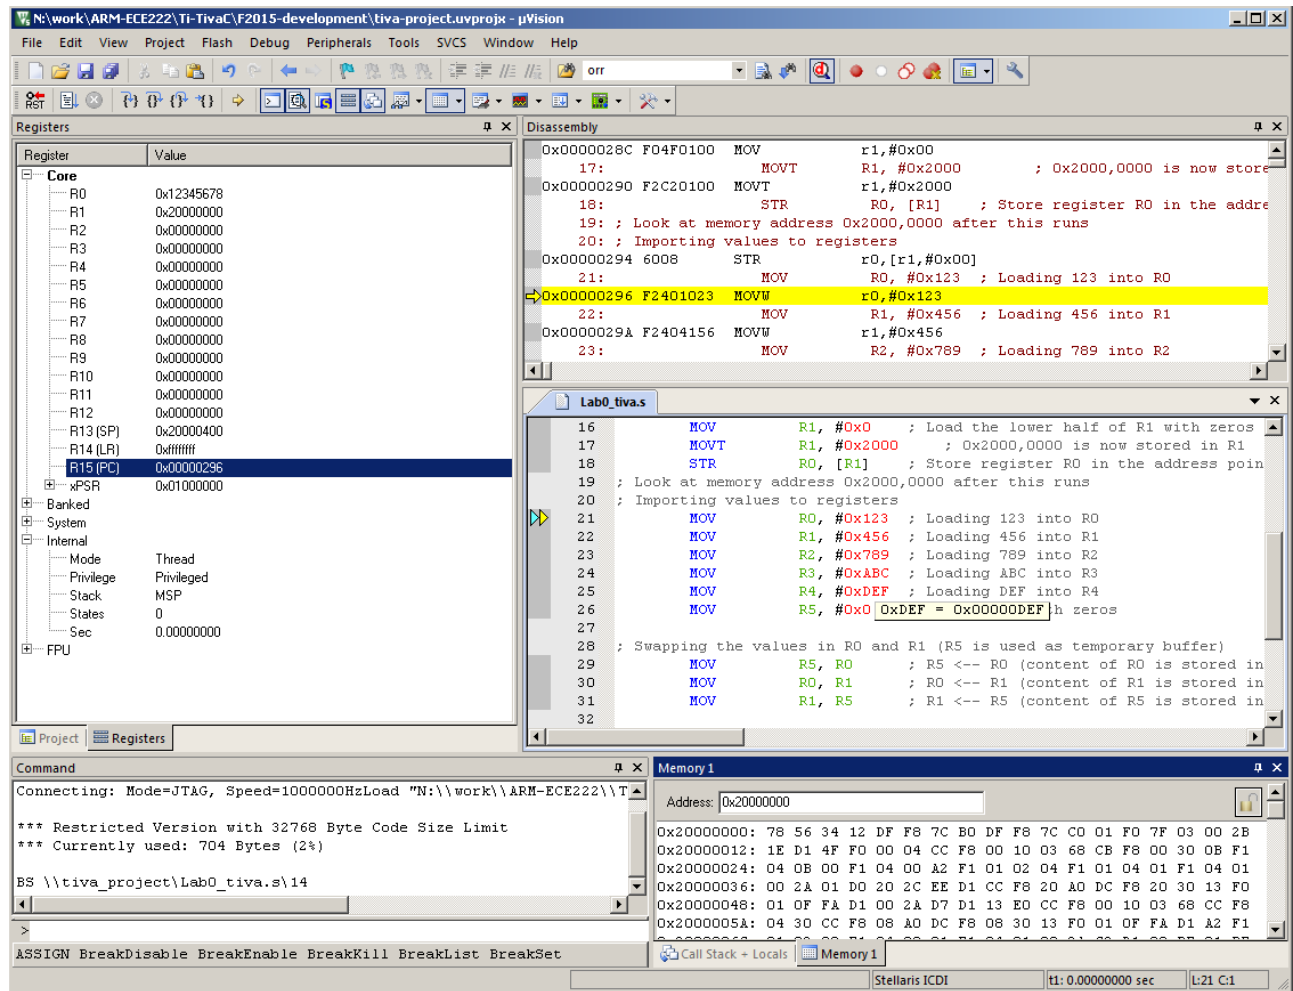 N:\work\ARM-ECE222\Ti-TivaC\F2015-development\tiva-project.uvprojx - µVision
File Edit View Project Flash Debug Peripherals Tools SVCS Window Help
orr
RST
Registers
Register Value
Core
R0 0x12345678
R1 0x20000000
R2 0x00000000
R3 0x00000000
R4 0x00000000
R5 0x00000000
R6 0x00000000
R7 0x00000000
R8 0x00000000
R9 0x00000000
R10 0x00000000
R11 0x00000000
R12 0x00000000
R13 (SP) 0x20000400
R14 (LR) 0xffffffff
R15 (PC) 0x00000296
xPSR 0x01000000
Banked
System
Internal
Mode Thread
Privilege Privileged
Stack MSP
States 0
Sec 0.00000000
FPU
Project Registers
Disassembly
0x0000028C F04F0100 MOV r1,#0x00
17: MOVT R1, #0x2000 ; 0x2000,0000 is now store
0x00000290 F2C20100 MOVT r1,#0x2000
18: STR R0, [R1] ; Store register R0 in the addre
19: ; Look at memory address 0x2000,0000 after this runs
20: ; Importing values to registers
0x00000294 6008 STR r0,[r1,#0x00]
21: MOV R0, #0x123 ; Loading 123 into R0
0x00000296 F2401023 MOVW r0,#0x123
22: MOV R1, #0x456 ; Loading 456 into R1
0x0000029A F2404156 MOVW r1,#0x456
23: MOV R2, #0x789 ; Loading 789 into R2
Lab0_tiva.s
16 MOV R1, #0x0 ; Load the lower half of R1 with zeros
17 MOVT R1, #0x2000 ; 0x2000,0000 is now stored in R1
18 STR R0, [R1] ; Store register R0 in the address poin
19 ; Look at memory address 0x2000,0000 after this runs
20 ; Importing values to registers
21 MOV R0, #0x123 ; Loading 123 into R0
22 MOV R1, #0x456 ; Loading 456 into R1
23 MOV R2, #0x789 ; Loading 789 into R2
24 MOV R3, #0xABC ; Loading ABC into R3
25 MOV R4, #0xDEF ; Loading DEF into R4
26 MOV R5, #0x0 0xDEF = 0x00000DEF h zeros
27
28 ; Swapping the values in R0 and R1 (R5 is used as temporary buffer)
29 MOV R5, R0 ; R5 <-- R0 (content of R0 is stored in
30 MOV R0, R1 ; R0 <-- R1 (content of R1 is stored in
31 MOV R1, R5 ; R1 <-- R5 (content of R5 is stored in
32
Command
Connecting: Mode=JTAG, Speed=1000000HzLoad "N:\\work\\ARM-ECE222\\T
*** Restricted Version with 32768 Byte Code Size Limit
*** Currently used: 704 Bytes (2%)
BS \\tiva_project\Lab0_tiva.s\14
>
ASSIGN BreakDisable BreakEnable BreakKill BreakList BreakSet
Memory 1
Address: 0x20000000
0x20000000: 78 56 34 12 DF F8 7C B0 DF F8 7C C0 01 F0 7F 03 00 2B
0x20000012: 1E D1 4F F0 00 04 CC F8 00 10 03 68 CB F8 00 30 0B F1
0x20000024: 04 0B 00 F1 04 00 A2 F1 01 02 04 F1 01 04 01 F1 04 01
0x20000036: 00 2A 01 D0 20 2C EE D1 CC F8 20 A0 DC F8 20 30 13 F0
0x20000048: 01 0F FA D1 00 2A D7 D1 13 E0 CC F8 00 10 03 68 CC F8
0x2000005A: 04 30 CC F8 08 A0 DC F8 08 30 13 F0 01 0F FA D1 A2 F1
Call Stack + Locals Memory 1
Stellaris ICDI t1: 0.00000000 sec L:21 C:1